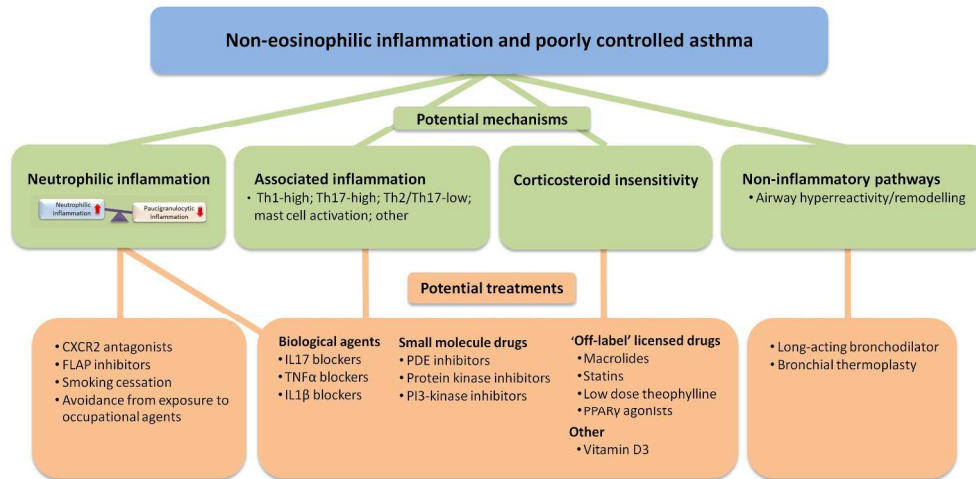 Non-eosinophilic inflammation and poorly controlled asthma
Potential mechanisms
Neutrophilic inflammation
Neutrophilic
inflammation
Paucigranulocytic
inflammation
Associated inflammation
• Th1-high; Th17-high; Th2/Th17-low;
mast cell activation; other
Corticosteroid insensitivity
Non-inflammatory pathways
• Airway hyperreactivity/remodelling
Potential treatments
• CXCR2 antagonists
• FLAP inhibitors
• Smoking cessation
• Avoidance from exposure to
occupational agents
Biological agents
• IL17 blockers
• TNFα blockers
• IL1β blockers
Small molecule drugs
• PDE inhibitors
• Protein kinase inhibitors
• PI3-kinase inhibitors
'Off-label' licensed drugs
• Macrolides
• Statins
• Low dose theophylline
• PPARγ agonists
Other
• Vitamin D3
• Long-acting bronchodilator
• Bronchial thermoplasty